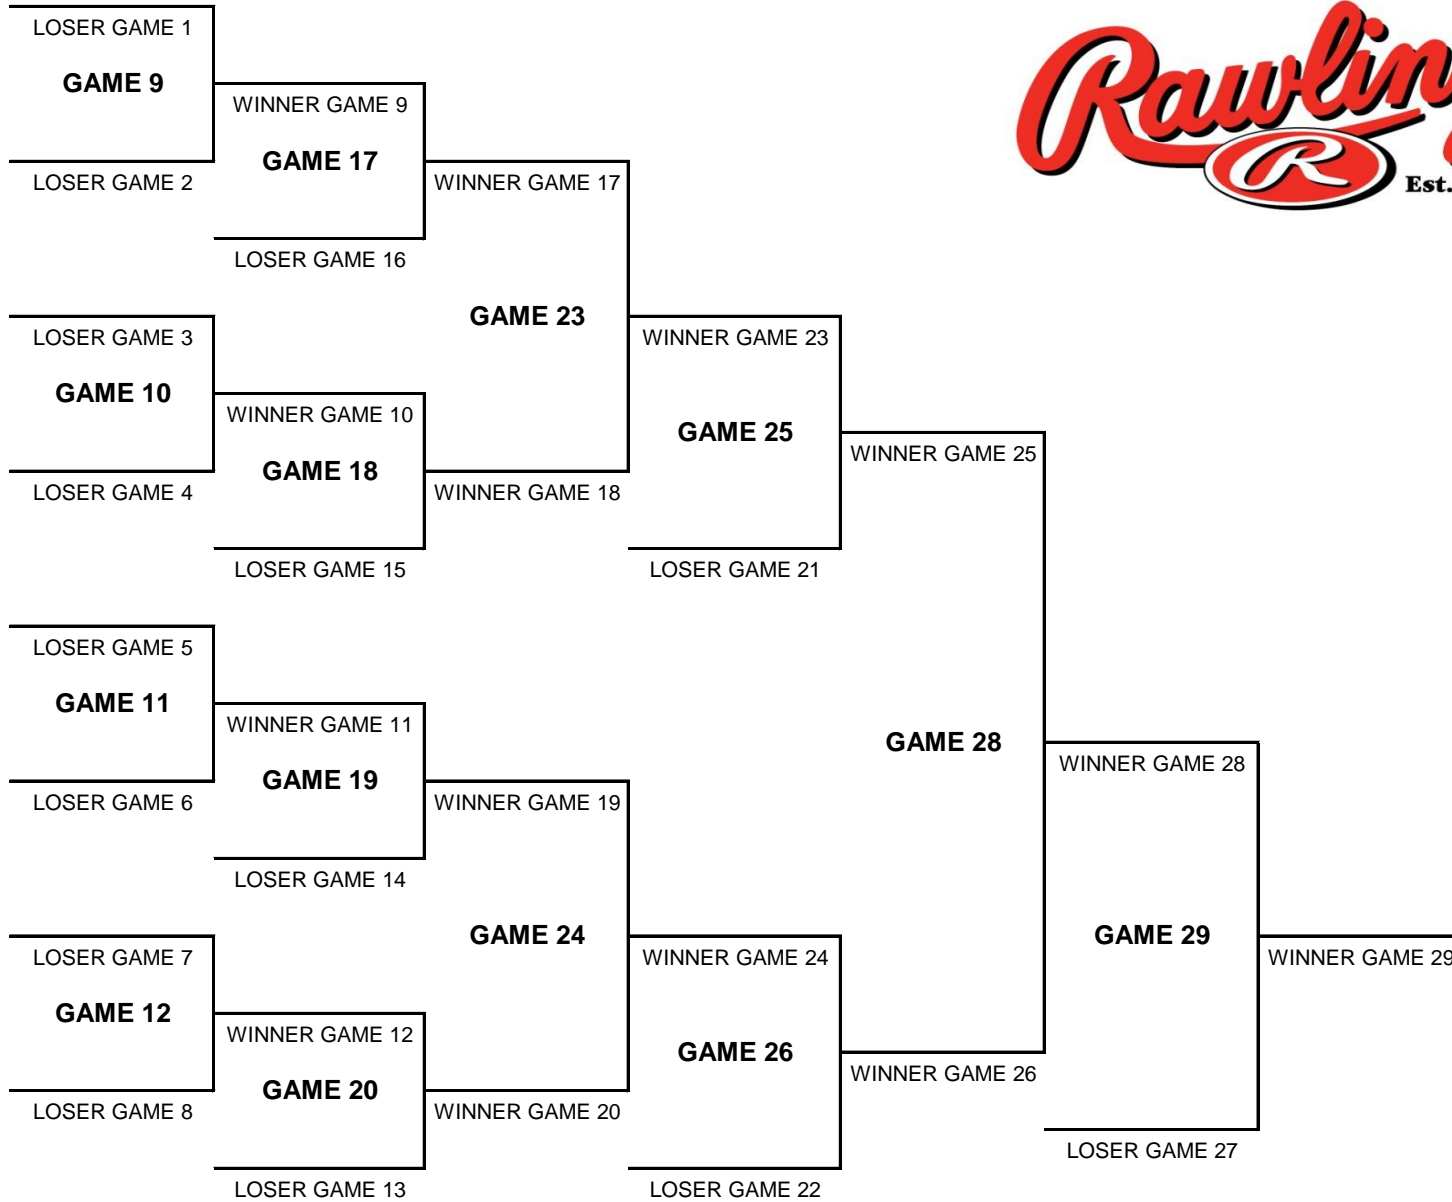 LOSER GAME 1
GAME 9
LOSER GAME 2
WINNER GAME 9
GAME 17
LOSER GAME 16
LOSER GAME 3
GAME 10
LOSER GAME 4
WINNER GAME 10
GAME 18
LOSER GAME 15
WINNER GAME 17
GAME 23
WINNER GAME 18
WINNER GAME 23
GAME 25
LOSER GAME 21
LOSER GAME 5
GAME 11
LOSER GAME 6
WINNER GAME 11
GAME 19
LOSER GAME 14
LOSER GAME 7
GAME 12
LOSER GAME 8
WINNER GAME 12
GAME 20
LOSER GAME 13
WINNER GAME 19
GAME 24
WINNER GAME 20
WINNER GAME 24
GAME 26
LOSER GAME 22
WINNER GAME 25
GAME 28
WINNER GAME 26
WINNER GAME 28
GAME 29
LOSER GAME 27
WINNER GAME 29
Rawlin
R
Est.